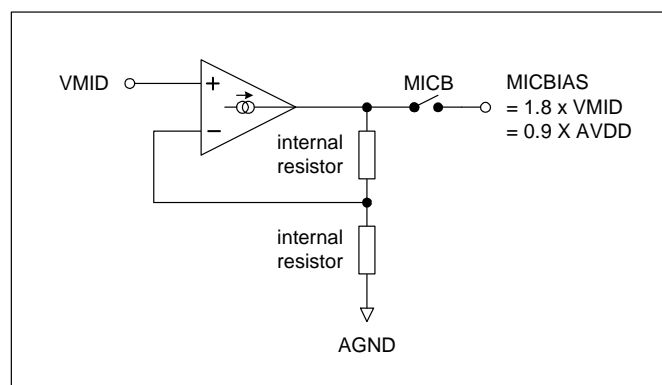 VMID
+
−
MICB
MICBIAS
= 1.8 x VMID
= 0.9 X AVDD
internal
resistor
internal
resistor
AGND